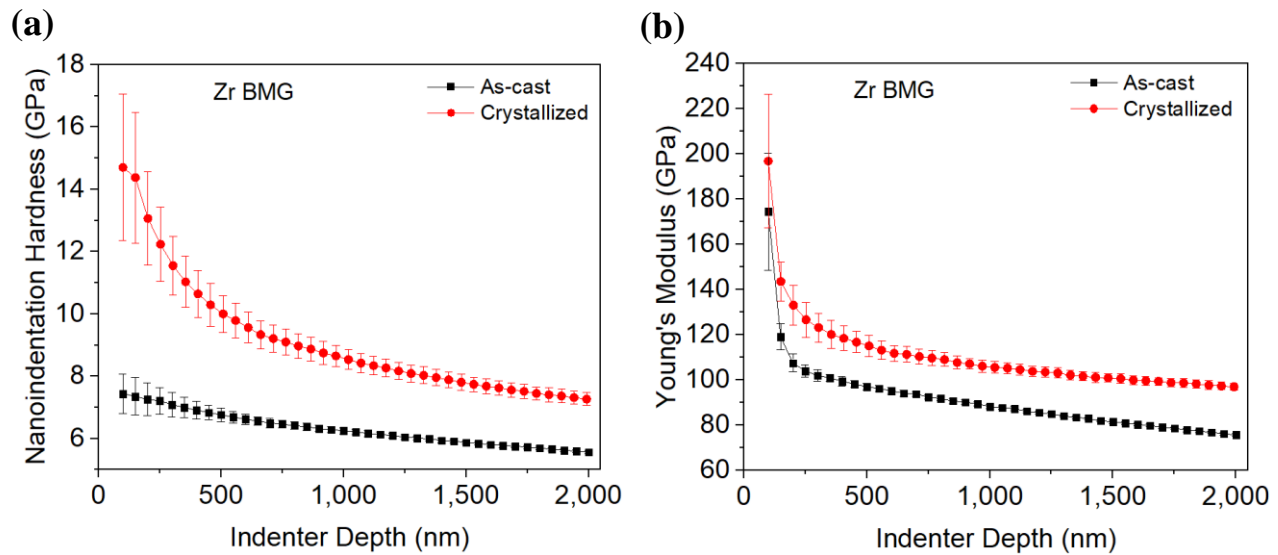 (a)
Nanoindentation Hardness (GPa)
18
16
14
12
10
8
6
Zr BMG
As-cast
Crystallized
0
500
1,000
1,500
2,000
Indenter Depth (nm)
(b)
Young's Modulus (GPa)
240
220
200
180
160
140
120
100
80
60
Zr BMG
As-cast
Crystallized
0
500
1,000
1,500
2,000
Indenter Depth (nm)